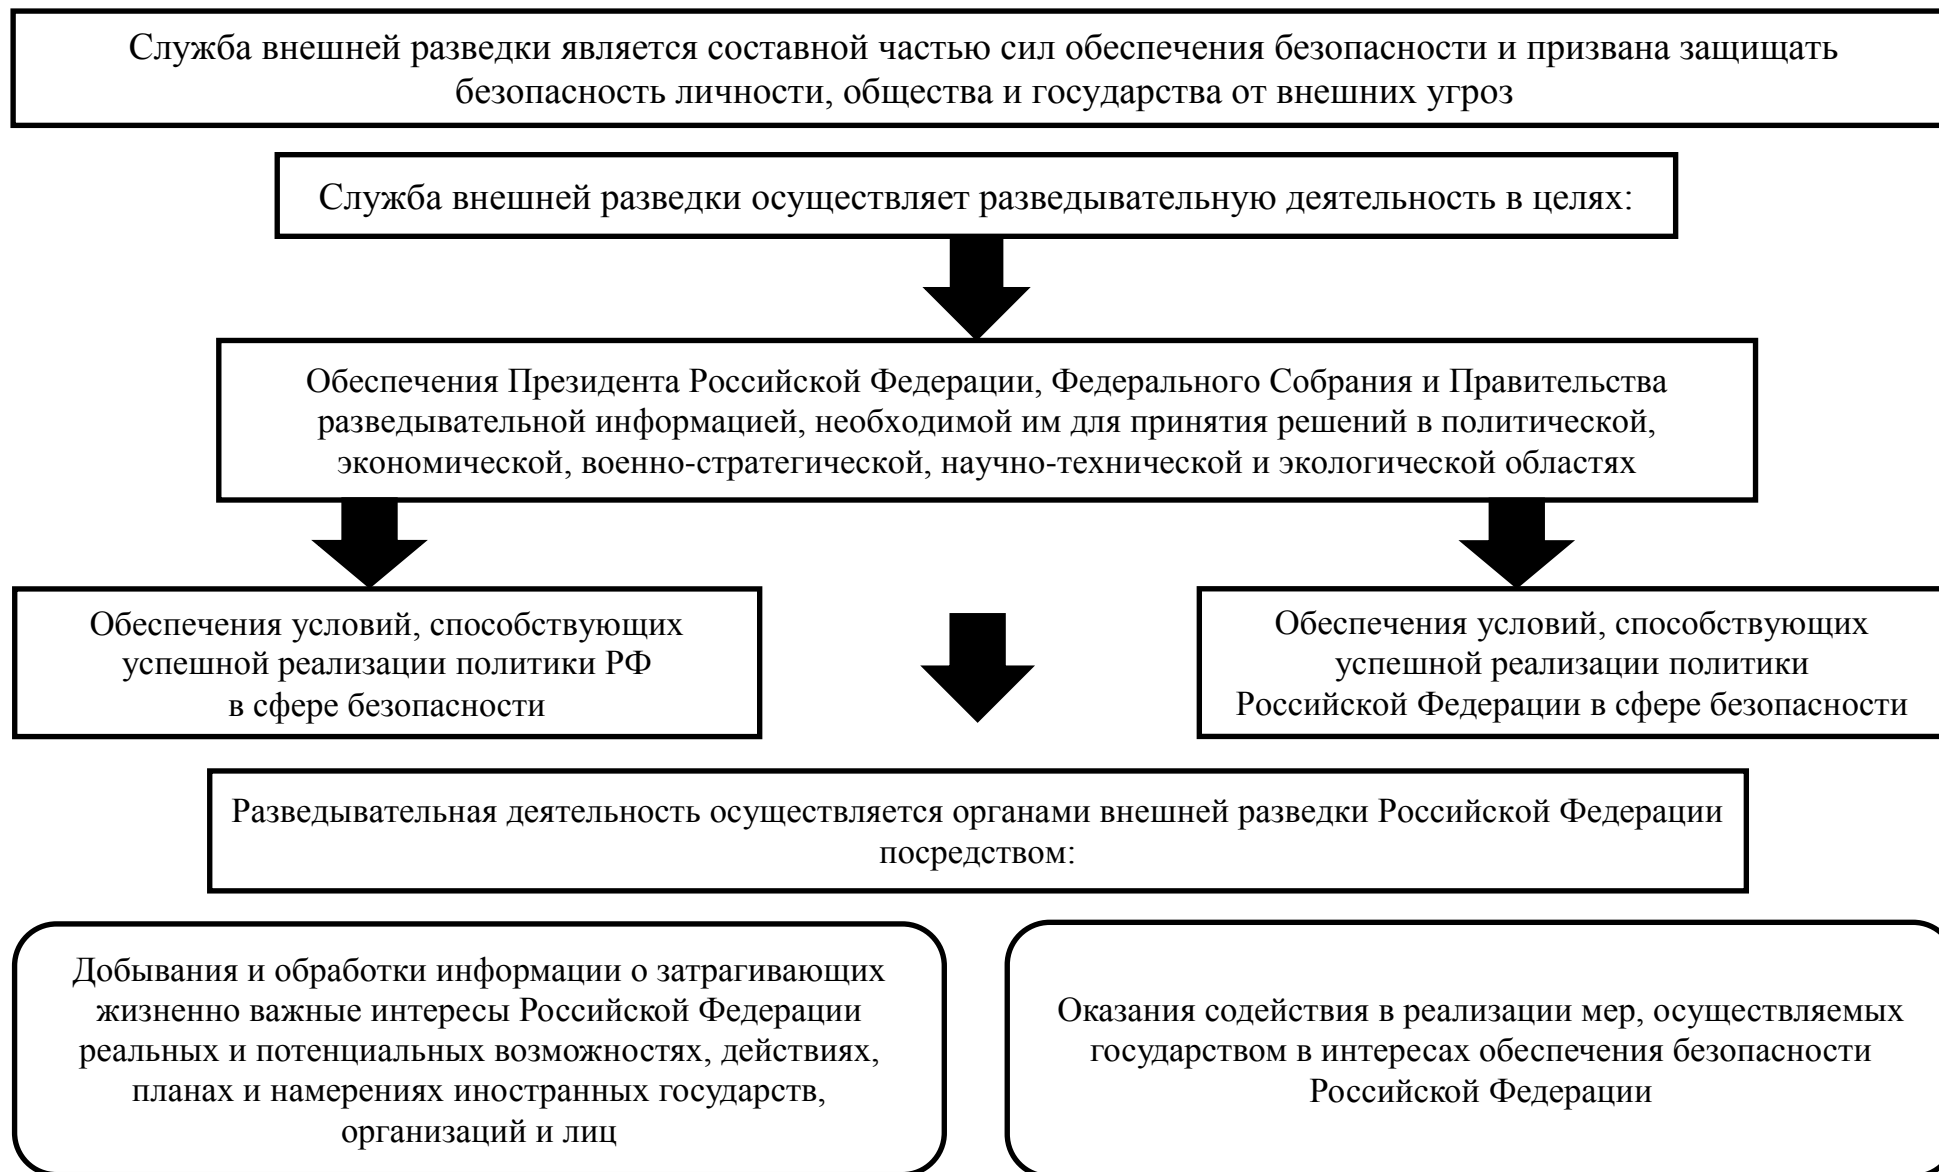 Служба внешней разведки является составной частью сил обеспечения безопасности и призвана защищать
безопасность личности, общества и государства от внешних угроз
Служба внешней разведки осуществляет разведывательную деятельность в целях:
Обеспечения Президента Российской Федерации, Федерального Собрания и Правительства
разведывательной информацией, необходимой им для принятия решений в политической,
экономической, военно-стратегической, научно-технической и экологической областях
Обеспечения условий, способствующих
успешной реализации политики РФ
в сфере безопасности
Обеспечения условий, способствующих
успешной реализации политики
Российской Федерации в сфере безопасности
Разведывательная деятельность осуществляется органами внешней разведки Российской Федерации
посредством:
Добывания и обработки информации о затрагивающих
жизненно важные интересы Российской Федерации
реальных и потенциальных возможностях, действиях,
планах и намерениях иностранных государств,
организаций и лиц
Оказания содействия в реализации мер, осуществляемых
государством в интересах обеспечения безопасности
Российской Федерации